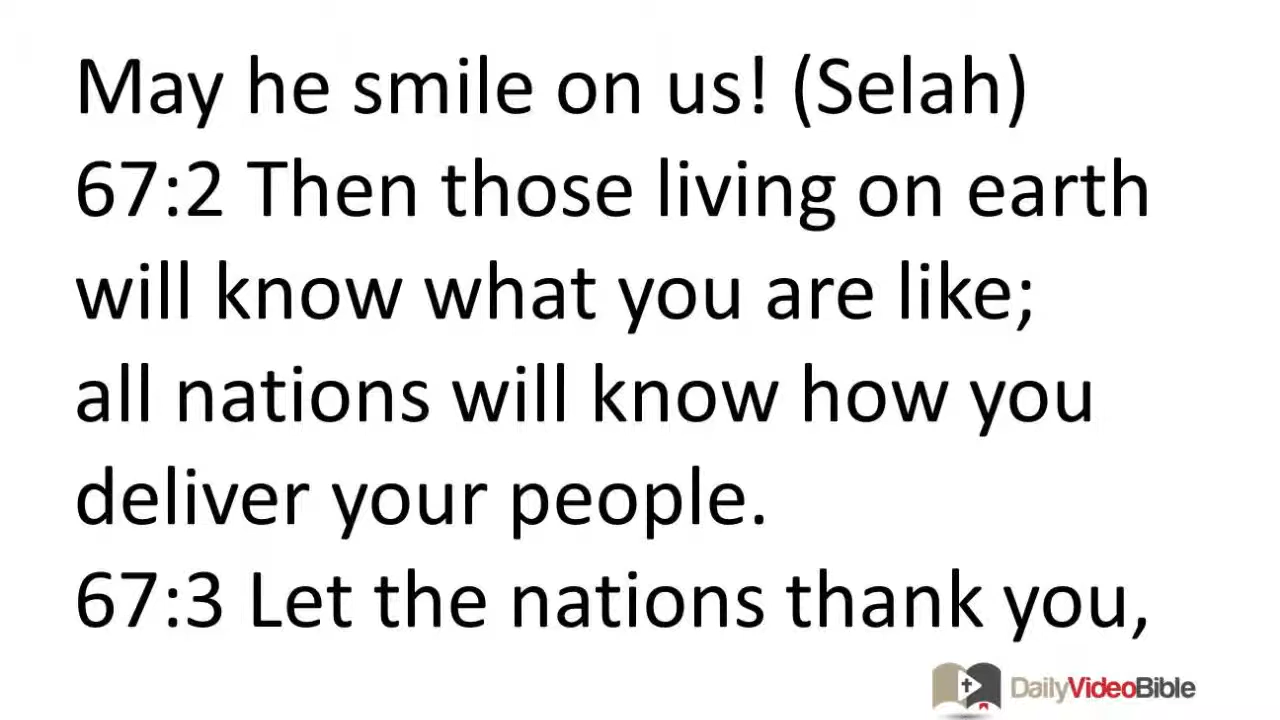 May he smile on us! (Selah)
67:2 Then those living on earth
will know what you are like;
all nations will know how you
deliver your people.
67:3 Let the nations thank you,
DailyVideoBible